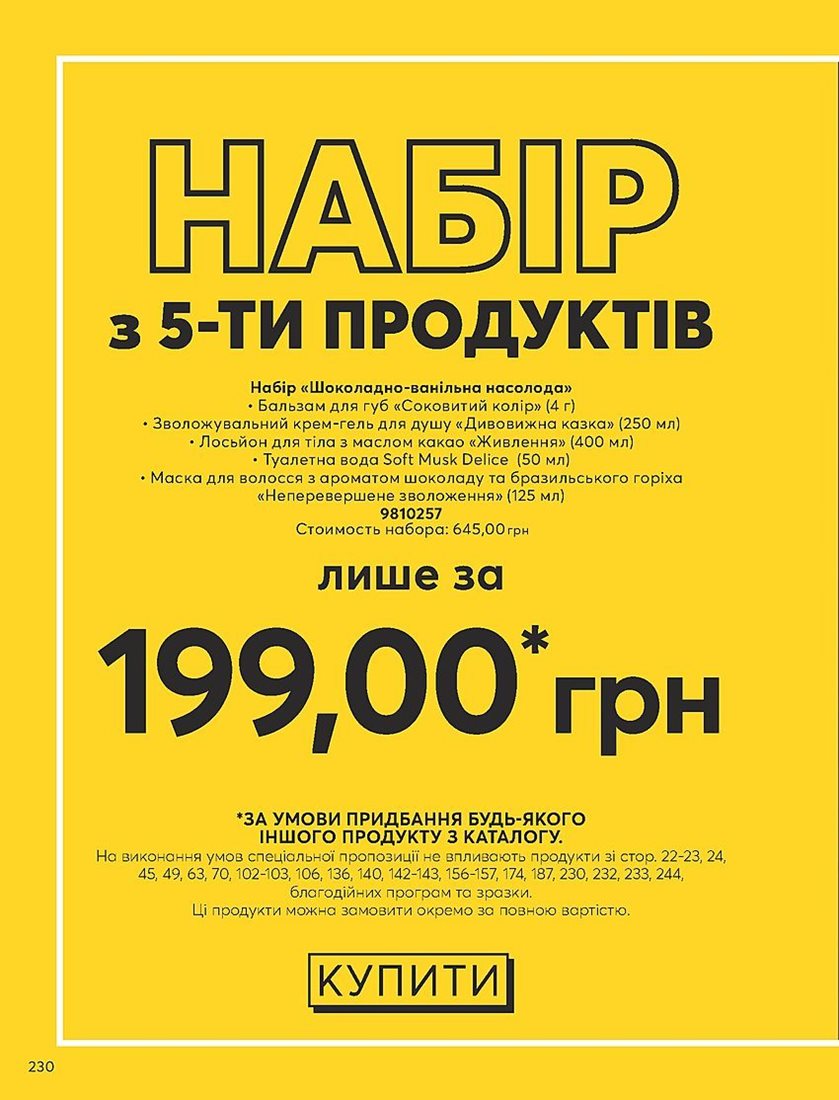 НАБІР
з 5-ТИ ПРОДУКТІВ
Набір «Шоколадно-ванільна насолода»
• Бальзам для губ «Соковитий колір» (4 г)
• Зволожувальний крем-гель для душу «Дивовижна казка» (250 мл)
• Лосьйон для тіла з маслом какао «Живлення» (400 мл)
• Туалетна вода Soft Musk Delice (50 мл)
• Маска для волосся з ароматом шоколаду та бразильського горіха
«Неперевершене зволоження» (125 мл)
9810257
Стоимость набора: 645,00 грн
лише за
199,00* грн
*ЗА УМОВИ ПРИДБАННЯ БУДЬ-ЯКОГО
ІНШОГО ПРОДУКТУ З КАТАЛОГУ.
На виконання умов спеціальної пропозиції не впливають продукти зі стор. 22-23, 24,
45, 49, 63, 70, 102-103, 106, 136, 140, 142-143, 156-157, 174, 187, 230, 232, 233, 244,
благодійних програм та зразки.
Ці продукти можна замовити окремо за повною вартістю.
КУПИТИ
230